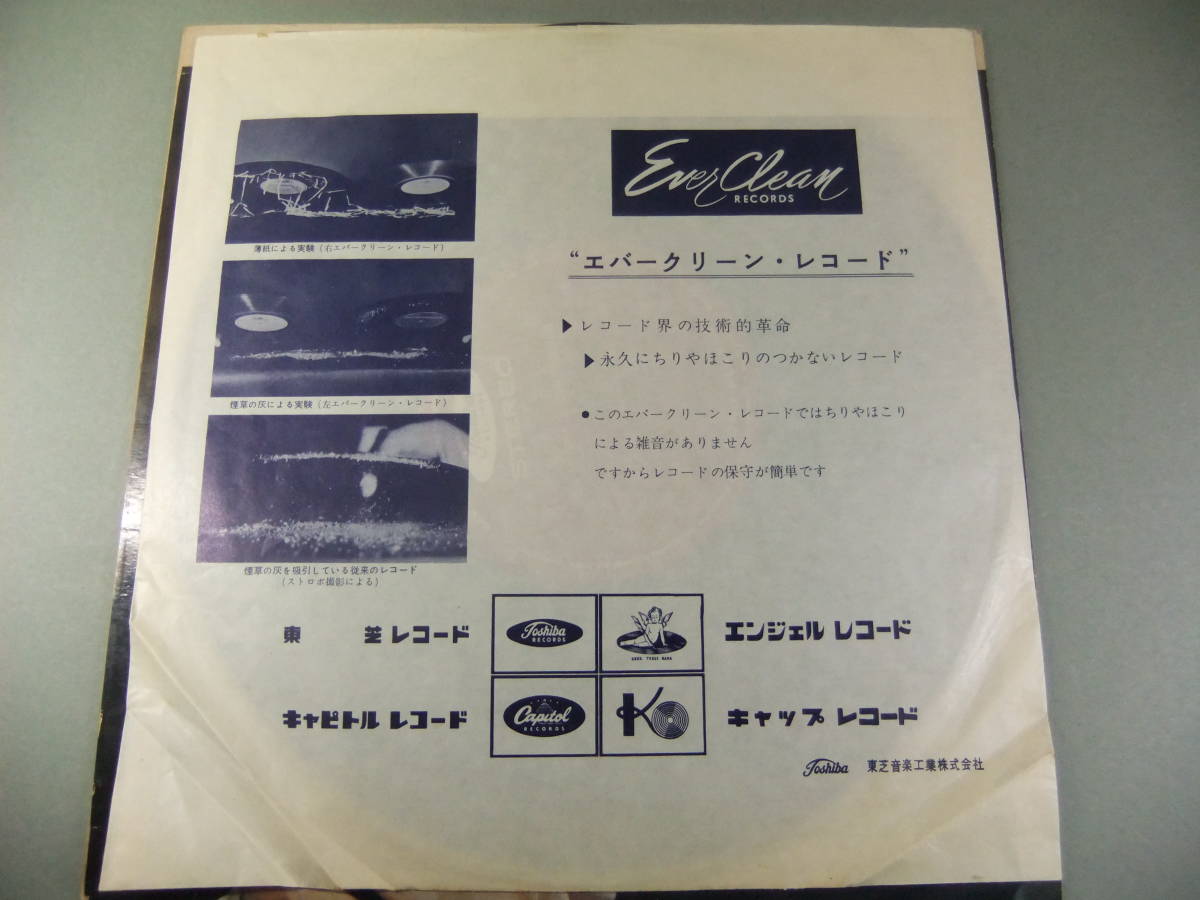 Ever Clean
RECORDS
薄紙による実験(右エバークリーン・レコード)
煙草の灰による実験(左エバークリーン・レコード)
煙草の灰を吸引している従来のレコード
(ストロボ撮影による)
“エバークリーン・レコード”
▶レコード界の技術的革命
▶永久にちりやほこりのつかないレコード
●このエバークリーン・レコードではちりやほこり
による雑音がありません
ですからレコードの保守が簡単です
東芝レコード
Toshiba
RECORDS
エンジェル レコード
キャピトル レコード
Capitol
RECORDS
キャップ レコード
Toshiba 東芝音楽工業株式会社